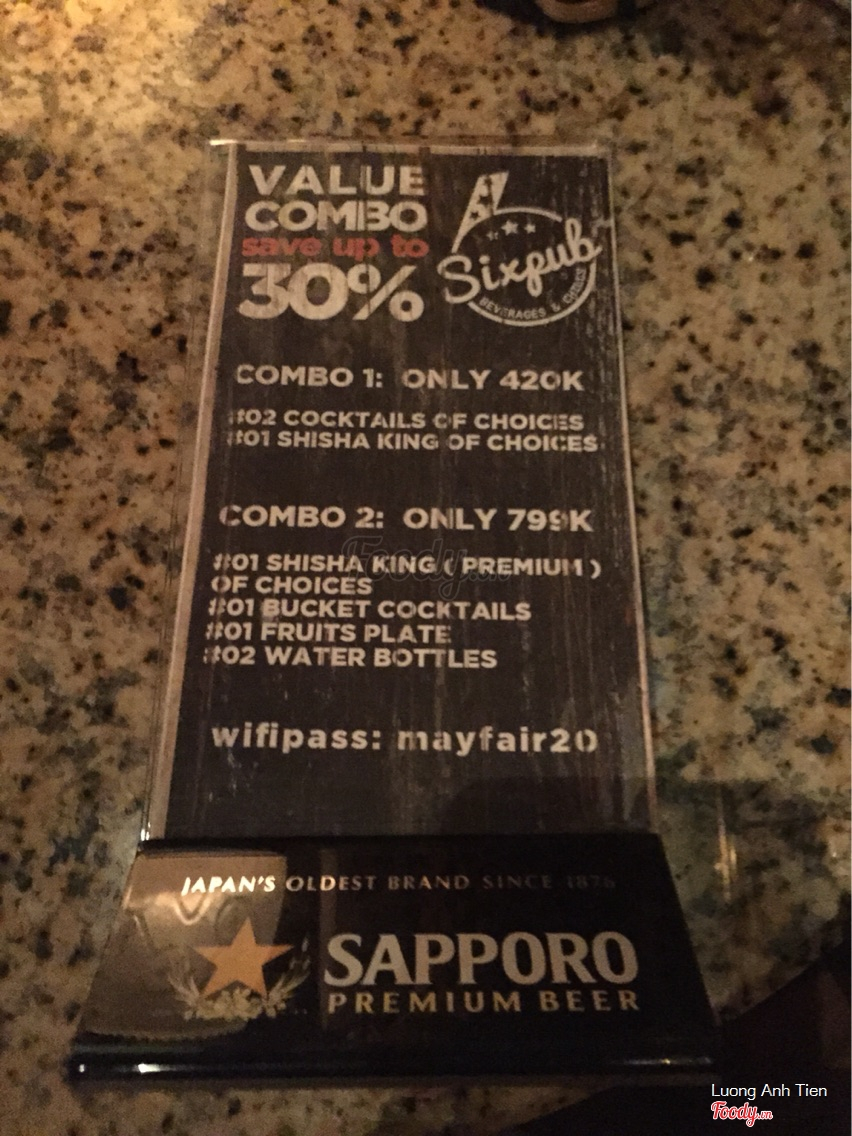 VALUE
COMBO
save up to
30%
Sixpub
BEVERAGES &
COMBO 1: ONLY 420K
#02 COCKTAILS OF CHOICES
#01 SHISHA KING OF CHOICES
COMBO 2: ONLY 799K
#01 SHISHA KING ( PREMIUM )
OF CHOICES
#01 BUCKET COCKTAILS
#01 FRUITS PLATE
#02 WATER BOTTLES
wifipass: mayfair20
JAPAN'S OLDEST BRAND SINCE 1876
SAPPORO
PREMIUM BEER
Foody.vn
Luong Anh Tien
Foody.vn